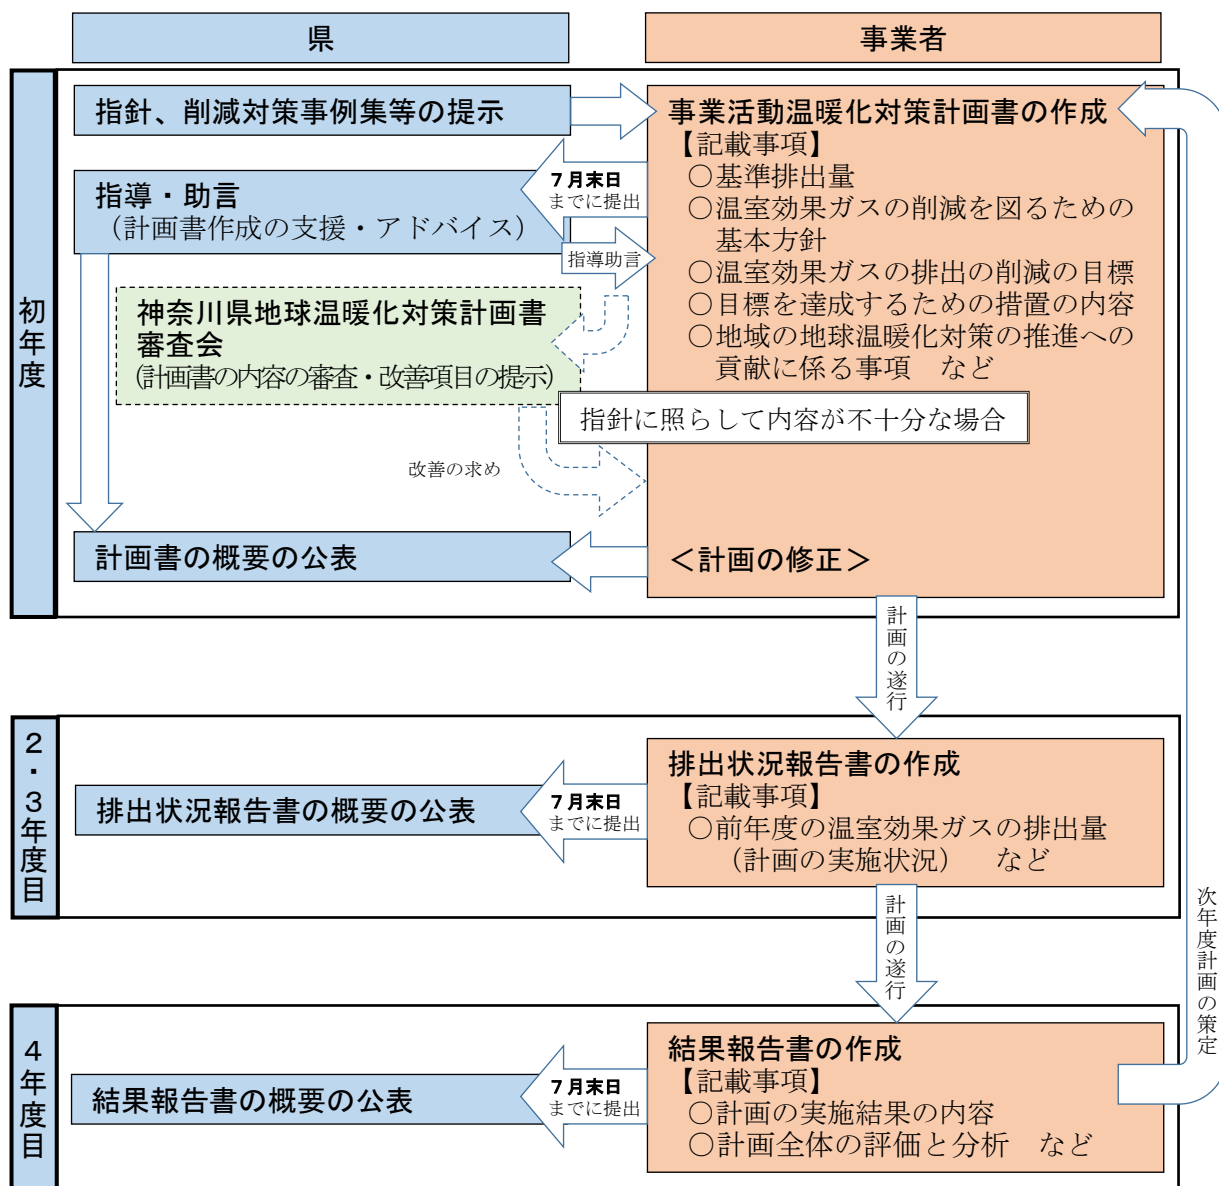 県
事業者
初年度
指針、削減対策事例集等の提示
事業活動温暖化対策計画書の作成
【記載事項】
○基準排出量
○温室効果ガスの削減を図るための
基本方針
○温室効果ガスの排出の削減の目標
○目標を達成するための措置の内容
○地域の地球温暖化対策の推進への
貢献に係る事項　など
7月末日
までに提出
指導・助言
（計画書作成の支援・アドバイス）
指導助言
神奈川県地球温暖化対策計画書
審査会
(計画書の内容の審査・改善項目の提示)
指針に照らして内容が不十分な場合
改善の求め
計画書の概要の公表
＜計画の修正＞
計画の遂行
2・3年度目
排出状況報告書の作成
【記載事項】
○前年度の温室効果ガスの排出量
（計画の実施状況）　など
7月末日
までに提出
排出状況報告書の概要の公表
計画の遂行
次年度計画の策定
4年度目
結果報告書の作成
【記載事項】
○計画の実施結果の内容
○計画全体の評価と分析　など
7月末日
までに提出
結果報告書の概要の公表